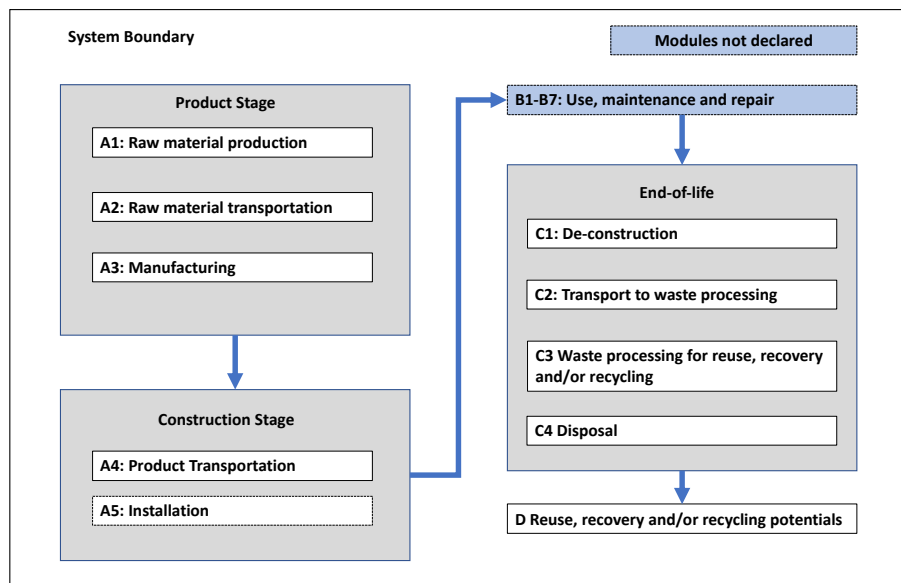 System Boundary
Modules not declared
Product Stage
A1: Raw material production
A2: Raw material transportation
A3: Manufacturing
Construction Stage
A4: Product Transportation
A5: Installation
B1-B7: Use, maintenance and repair
End-of-life
C1: De-construction
C2: Transport to waste processing
C3 Waste processing for reuse, recovery
and/or recycling
C4 Disposal
D Reuse, recovery and/or recycling potentials